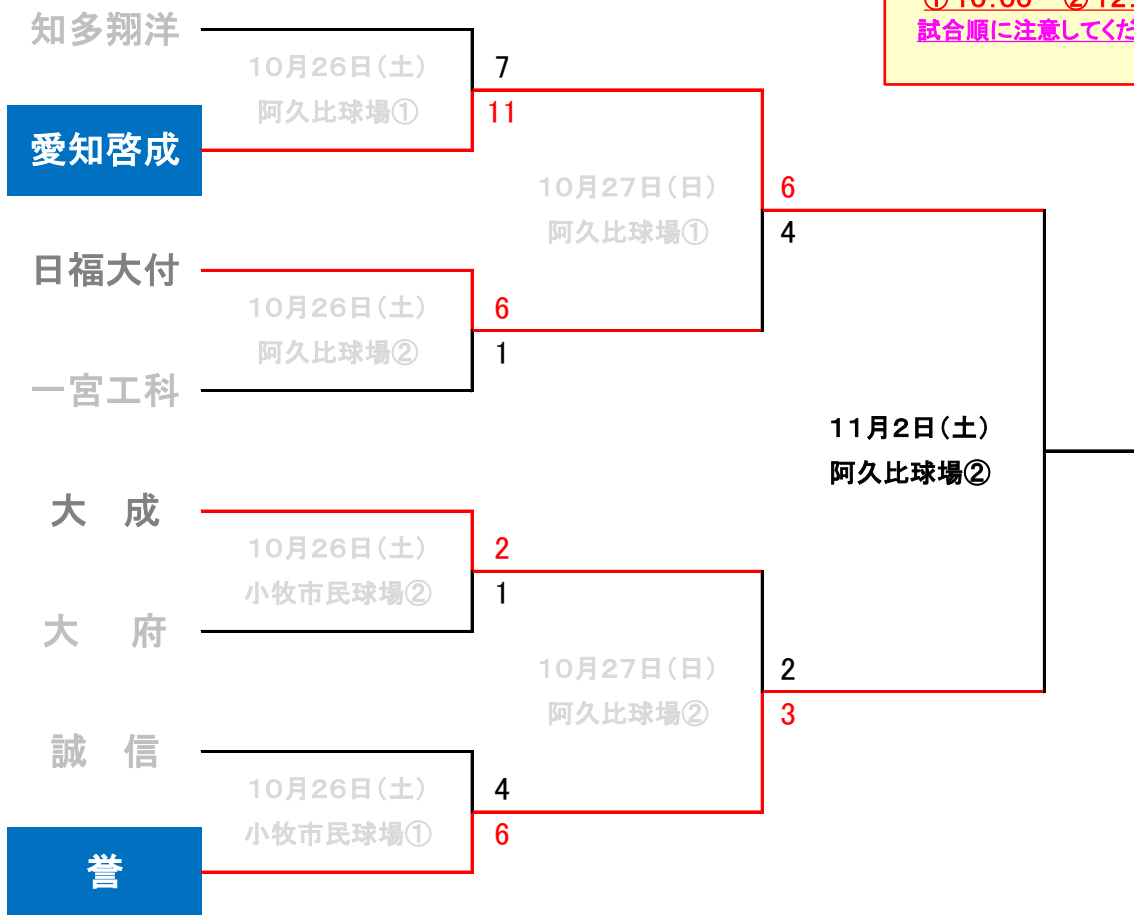 ① 10:00 ② 12:
試合順に注意してくだ
知多翔洋
10月26日(土)
阿久比球場①
7
11
愛知啓成
10月27日(日)
阿久比球場①
6
4
日福大付
10月26日(土)
阿久比球場②
6
1
一宮工科
11月2日(土)
阿久比球場②
大　成
10月26日(土)
小牧市民球場②
2
1
大　府
10月27日(日)
阿久比球場②
2
3
誠　信
10月26日(土)
小牧市民球場①
4
6
誉